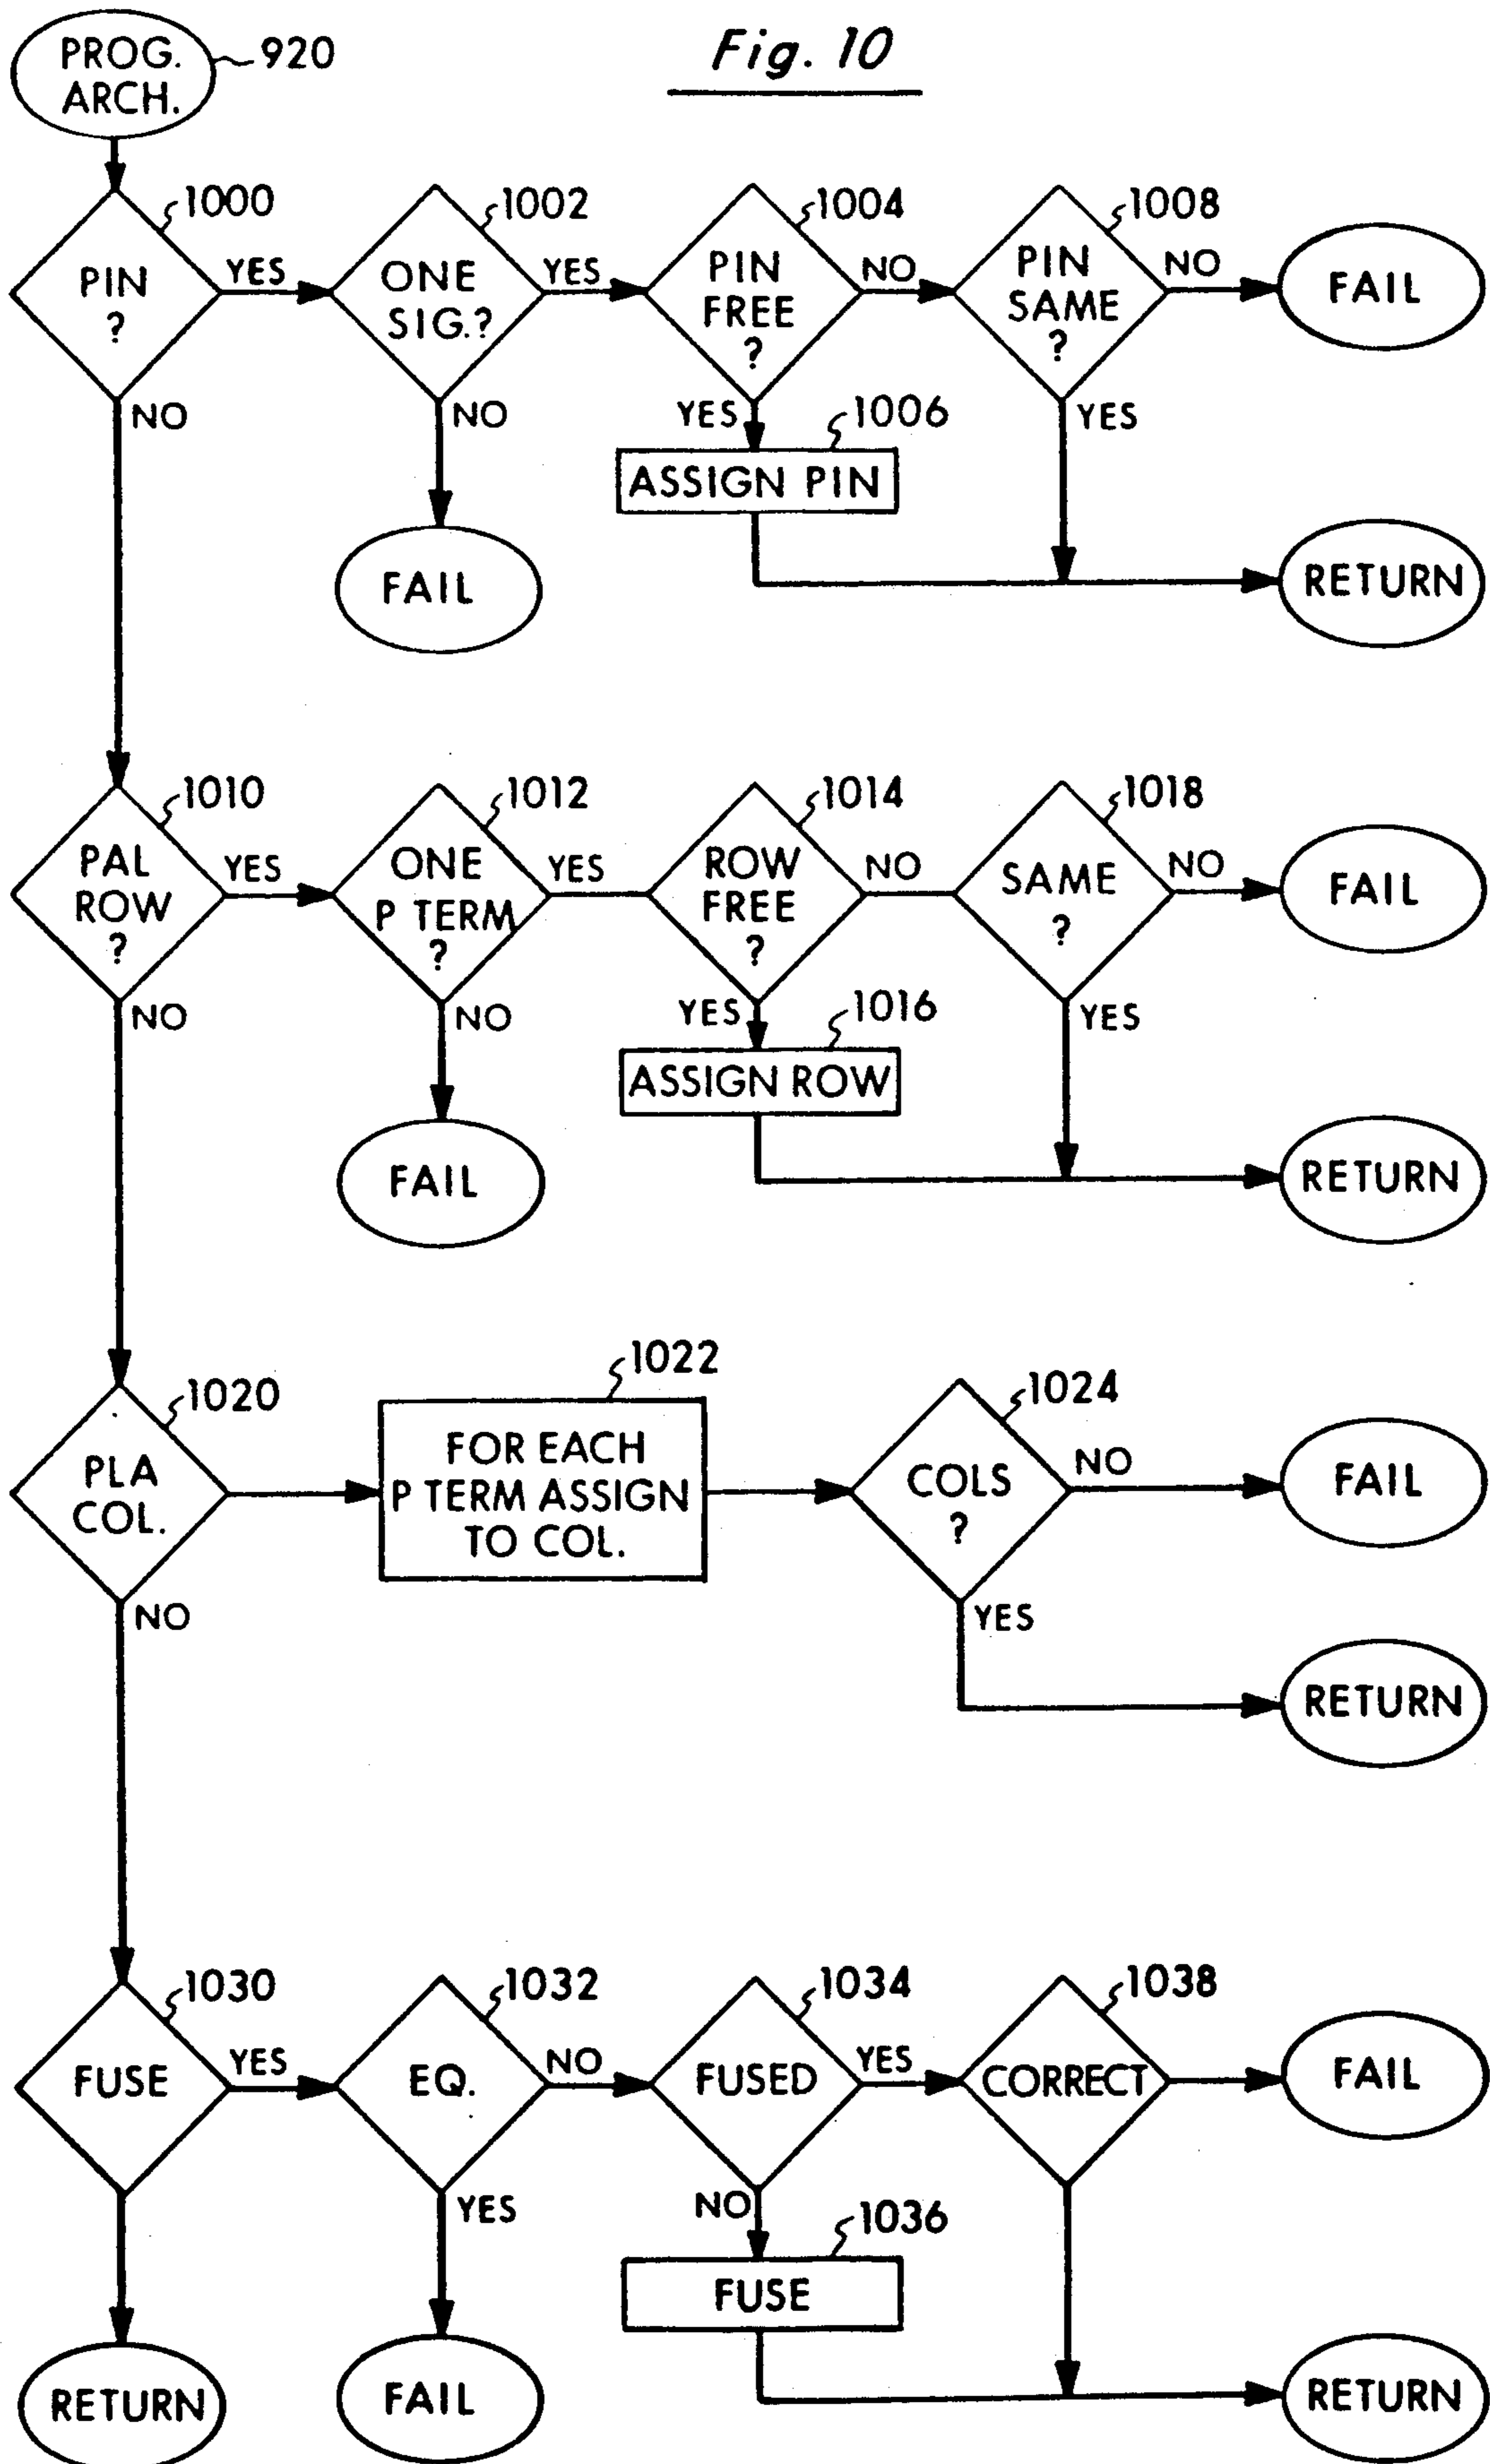 Fig. 10
PROG.
ARCH.
920
1000
PIN
?
YES
NO
1002
ONE
SIG.?
YES
NO
FAIL
1004
PIN
FREE
?
NO
YES
1006
ASSIGN PIN
1008
PIN
SAME
?
NO
YES
FAIL
RETURN
1010
PAL
ROW
?
YES
NO
1012
ONE
P TERM
?
YES
NO
FAIL
1014
ROW
FREE
?
NO
YES
1016
ASSIGN ROW
1018
SAME
?
NO
YES
FAIL
RETURN
1020
PLA
COL.
NO
1022
FOR EACH
P TERM ASSIGN
TO COL.
1024
COLS
?
NO
YES
FAIL
RETURN
1030
FUSE
YES
RETURN
1032
EQ.
NO
YES
FAIL
1034
FUSED
YES
NO
1036
FUSE
1038
CORRECT
FAIL
RETURN